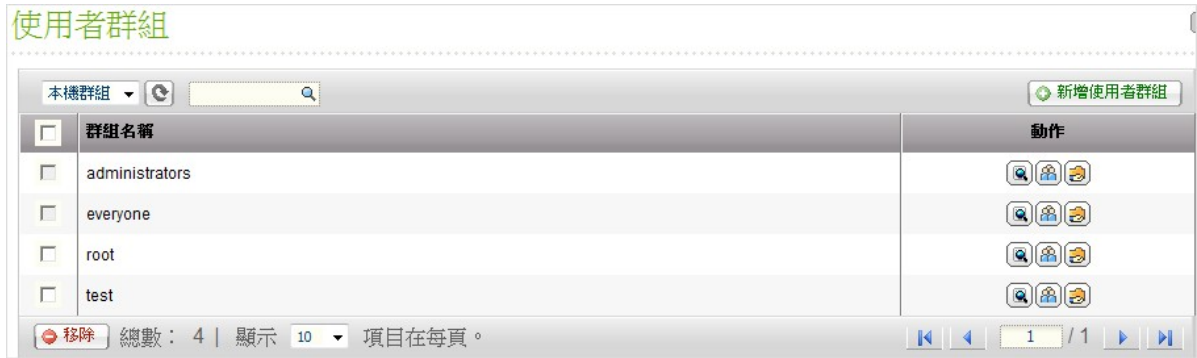 使用者群組
本機群組 新增使用者群組
群組名稱 動作
administrators
everyone
root
test
移除 總數： 4 | 顯示 10 項目在每頁。 1 / 1